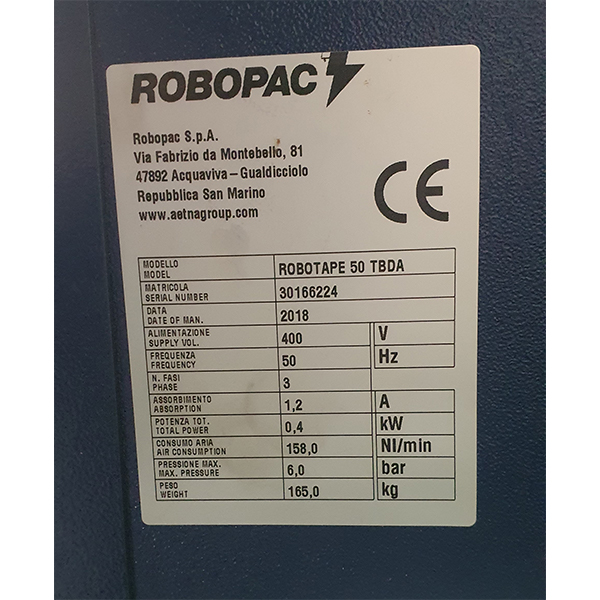 ROBOPAC
Robopac S.p.A.
Via Fabrizio da Montebello, 81
47892 Acquaviva – Gualdicciolo
Repubblica San Marino
www.aetnagroup.com
CE
MODELLO
MODEL
ROBOTAPE 50 TBDA
MATRICOLA
SERIAL NUMBER
30166224
DATA
DATE OF MAN.
2018
ALIMENTAZIONE
SUPPLY VOL.
400 V
FREQUENZA
FREQUENCY
50 Hz
N. FASI
PHASE
3
ASSORBIMENTO
ABSORPTION
1,2 A
POTENZA TOT.
TOTAL POWER
0,4 kW
CONSUMO ARIA
AIR CONSUMPTION
158,0 Nl/min
PRESSIONE MAX.
MAX. PRESSURE
6,0 bar
PESO
WEIGHT
165,0 kg